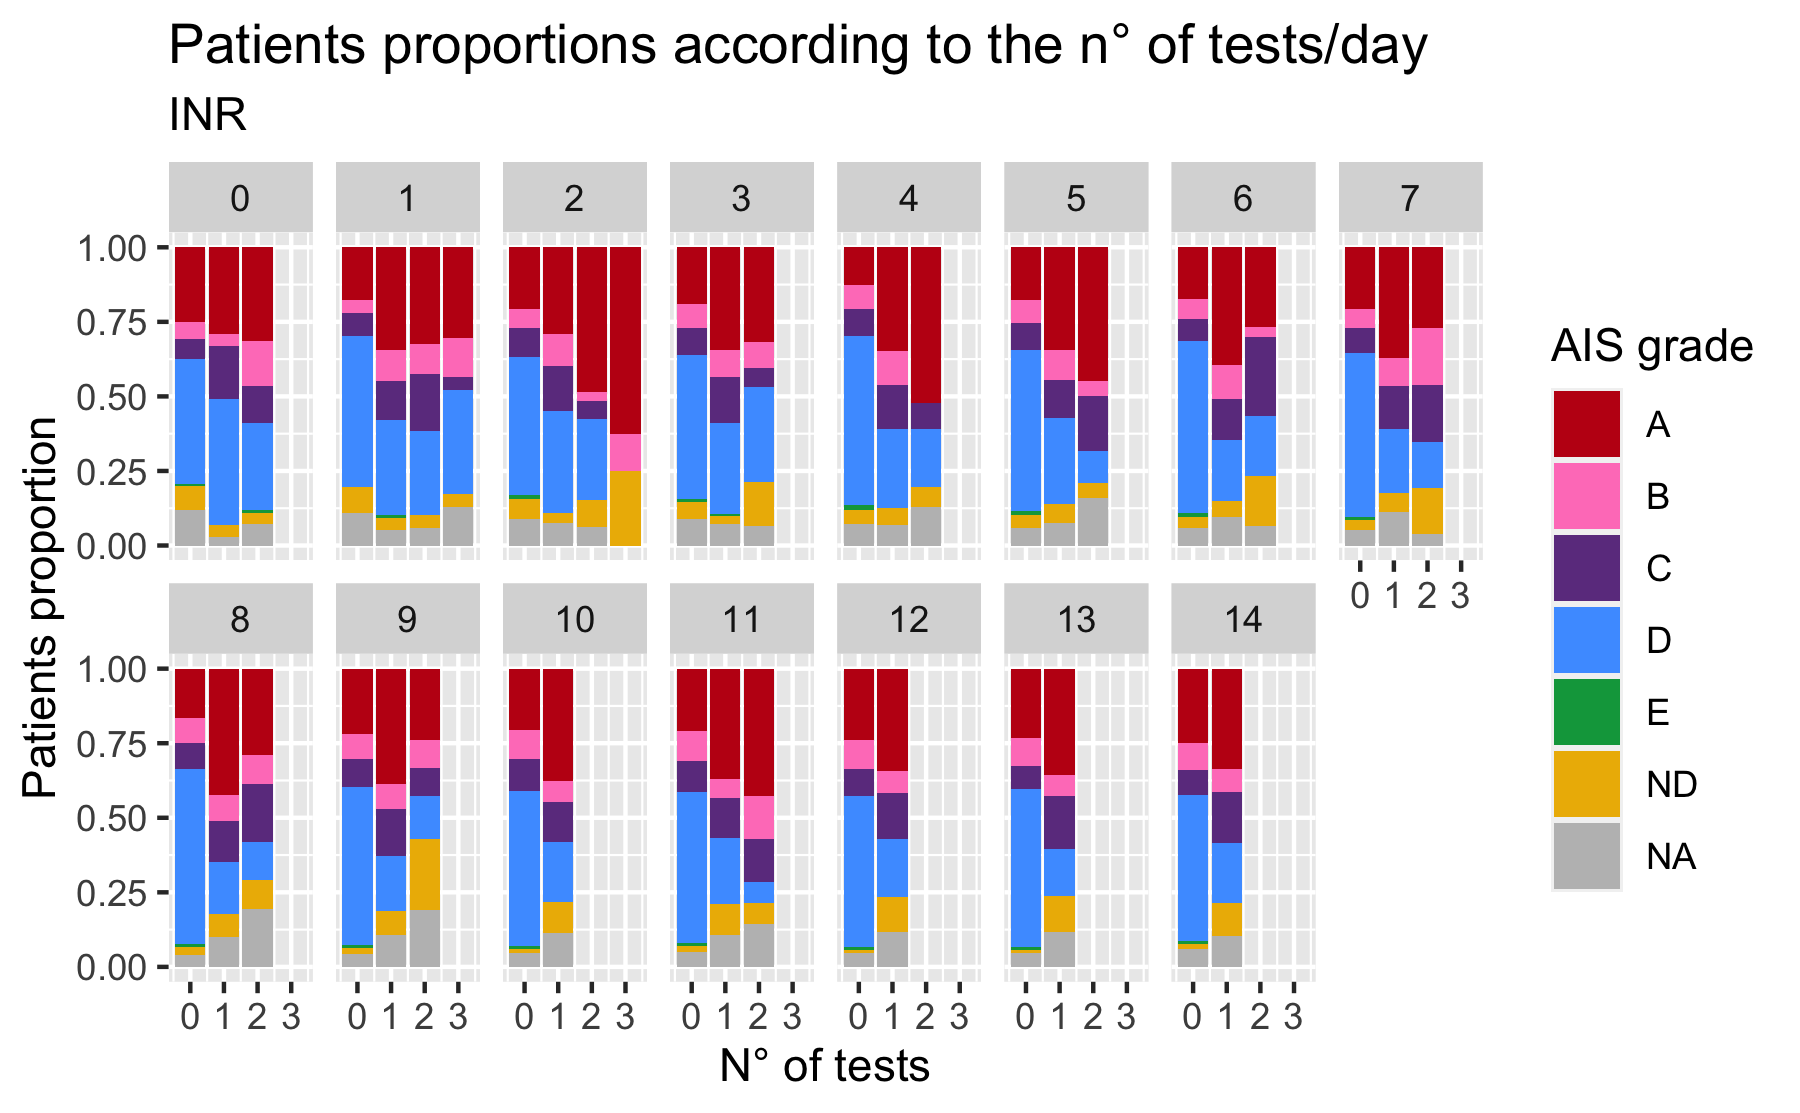 Patients proportions according to the n° of tests/day
INR
0 1 2 3 4 5 6 7
1.00
0.75
0.50
0.25
0.00
0 1 2 3
8 9 10 11 12 13 14
1.00
0.75
0.50
0.25
0.00
0 1 2 3 0 1 2 3 0 1 2 3 0 1 2 3 0 1 2 3 0 1 2 3 0 1 2 3
N° of tests
Patients proportion
AIS grade
A
B
C
D
E
ND
NA